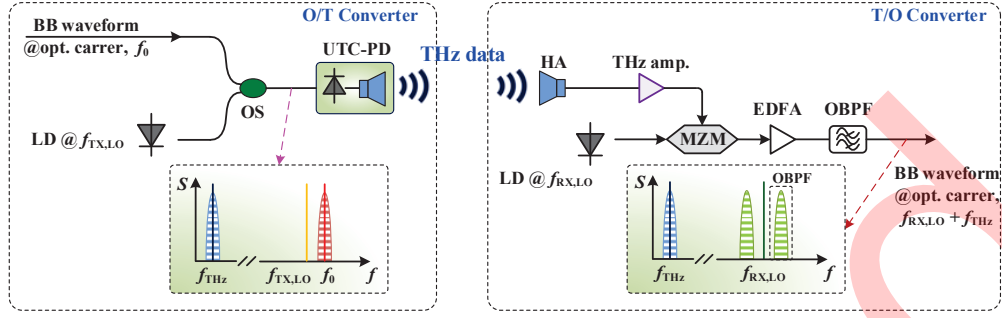 O/T Converter
BB waveform
@opt. carrer, f0
UTC-PD
THz data
OS
LD @ fTX,LO
S
fTHz
//
fTX,LO
f0
f
T/O Converter
HA
THz amp.
EDFA
OBPF
MZM
LD @ fRX,LO
BB waveform
@opt. carrer,
fRX,LO + fTHz
OBPF
S
fTHz
//
fRX,LO
f